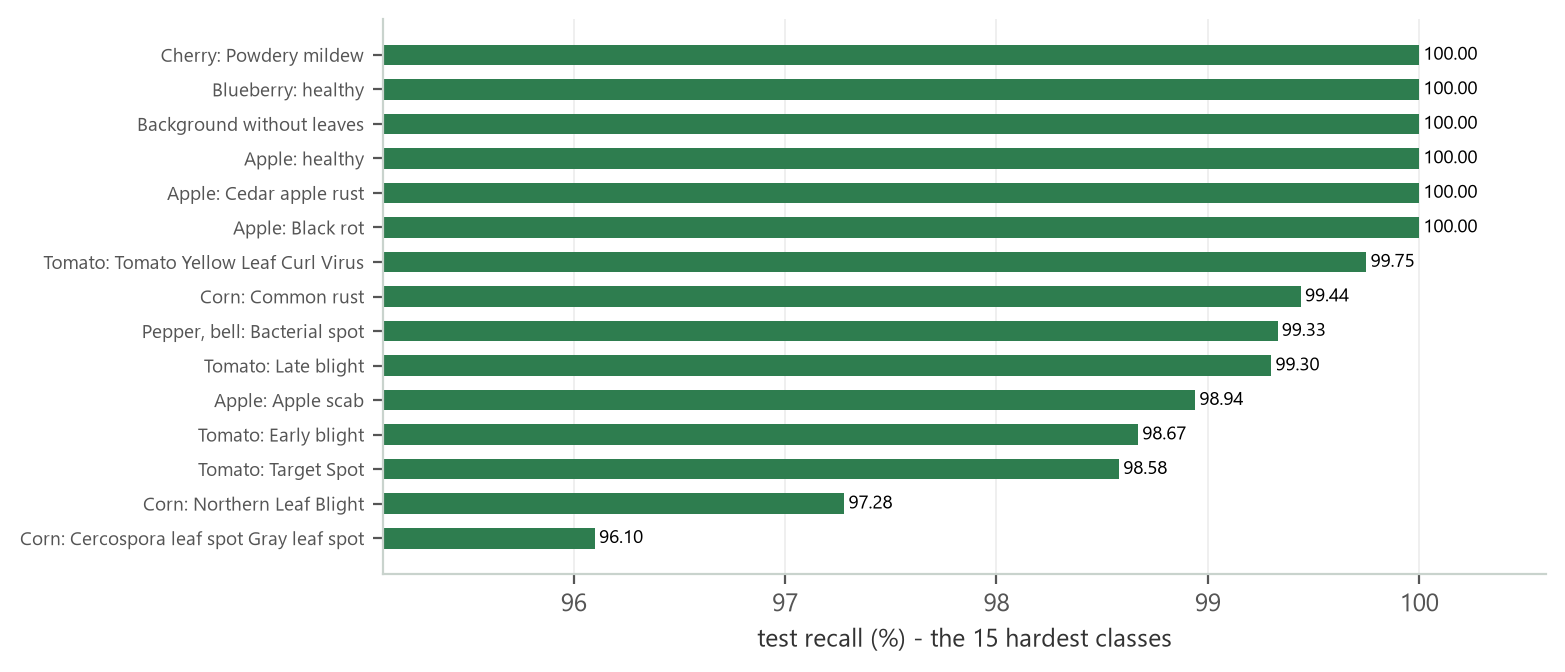 Cherry: Powdery mildew 100.00
Blueberry: healthy 100.00
Background without leaves 100.00
Apple: healthy 100.00
Apple: Cedar apple rust 100.00
Apple: Black rot 100.00
Tomato: Tomato Yellow Leaf Curl Virus 99.75
Corn: Common rust 99.44
Pepper, bell: Bacterial spot 99.33
Tomato: Late blight 99.30
Apple: Apple scab 98.94
Tomato: Early blight 98.67
Tomato: Target Spot 98.58
Corn: Northern Leaf Blight 97.28
Corn: Cercospora leaf spot Gray leaf spot 96.10
96 97 98 99 100
test recall (%) - the 15 hardest classes